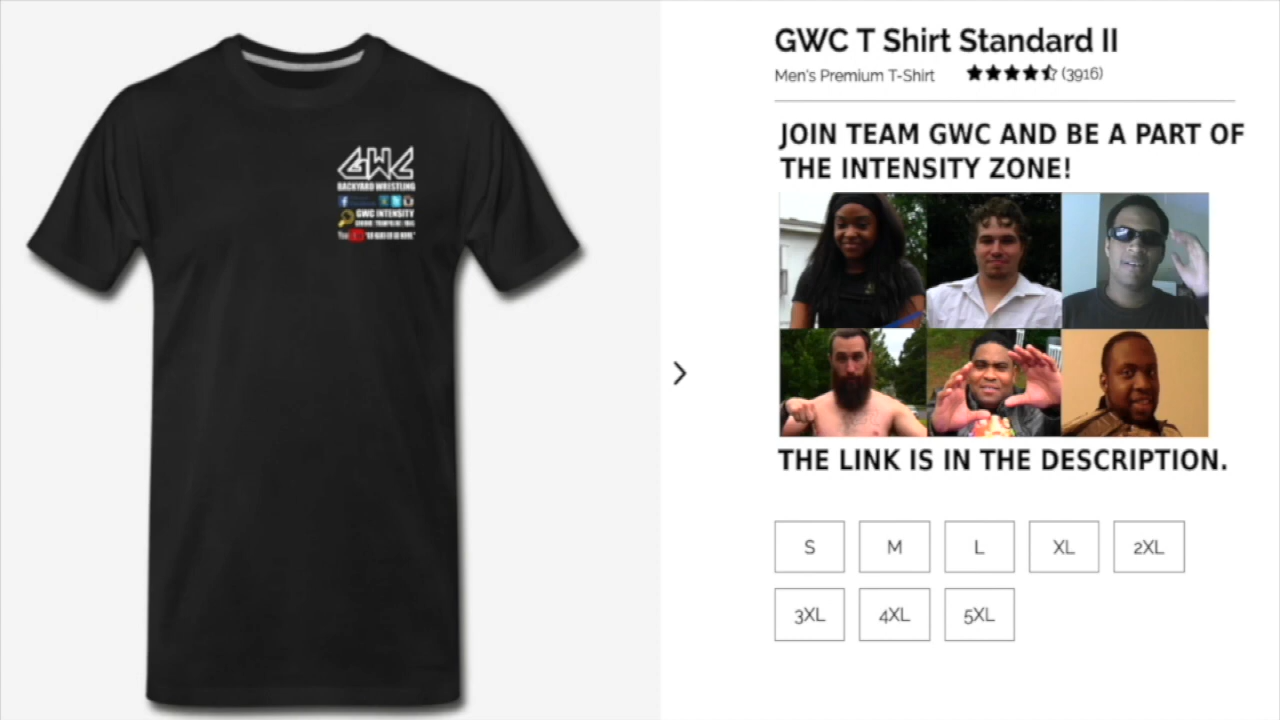 GWC
BACKYARD WRESTLING
GWC INTENSITY
You
GWC T Shirt Standard II
Men's Premium T-Shirt
(3916)
JOIN TEAM GWC AND BE A PART OF
THE INTENSITY ZONE!
THE LINK IS IN THE DESCRIPTION.
S
M
L
XL
2XL
3XL
4XL
5XL